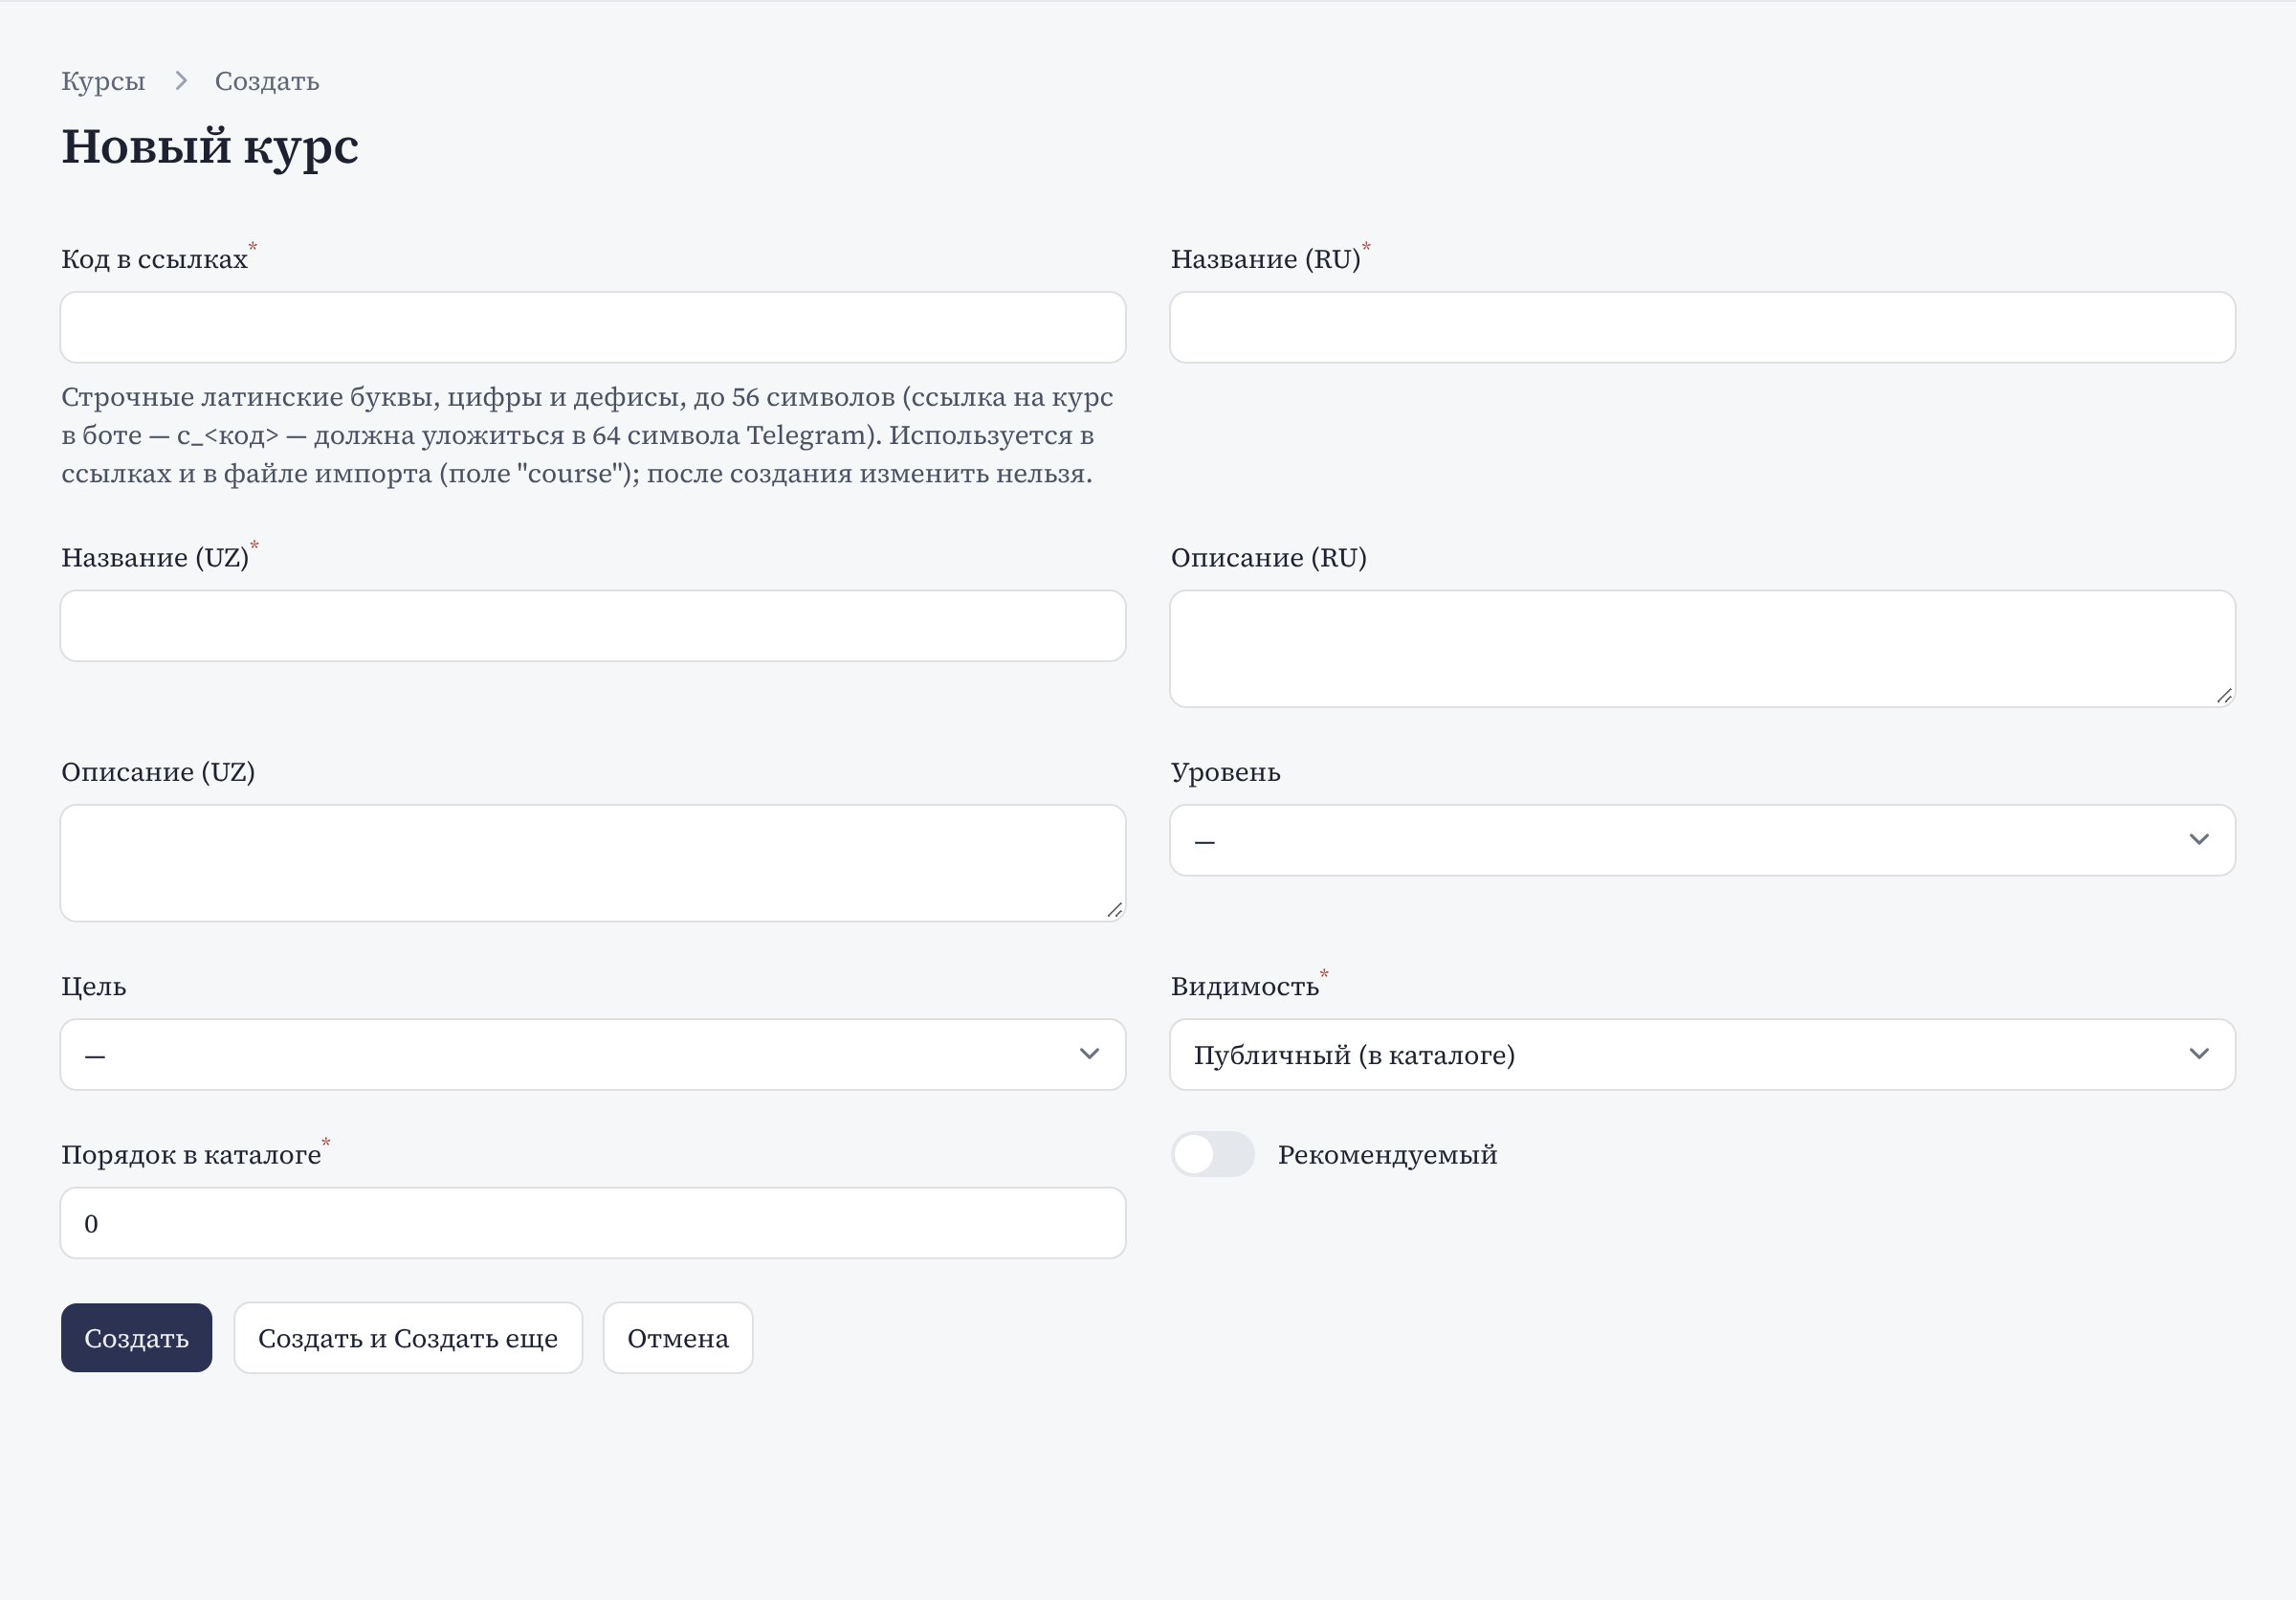 Курсы > Создать
Новый курс
Код в ссылках*
Название (RU)*
Строчные латинские буквы, цифры и дефисы, до 56 символов (ссылка на курс
в боте — c_<код> — должна уложиться в 64 символа Telegram). Используется в
ссылках и в файле импорта (поле "course"); после создания изменить нельзя.
Название (UZ)*
Описание (RU)
Описание (UZ)
Уровень
—
Цель
Видимость*
—
Публичный (в каталоге)
Порядок в каталоге*
Рекомендуемый
0
Создать
Создать и Создать еще
Отмена